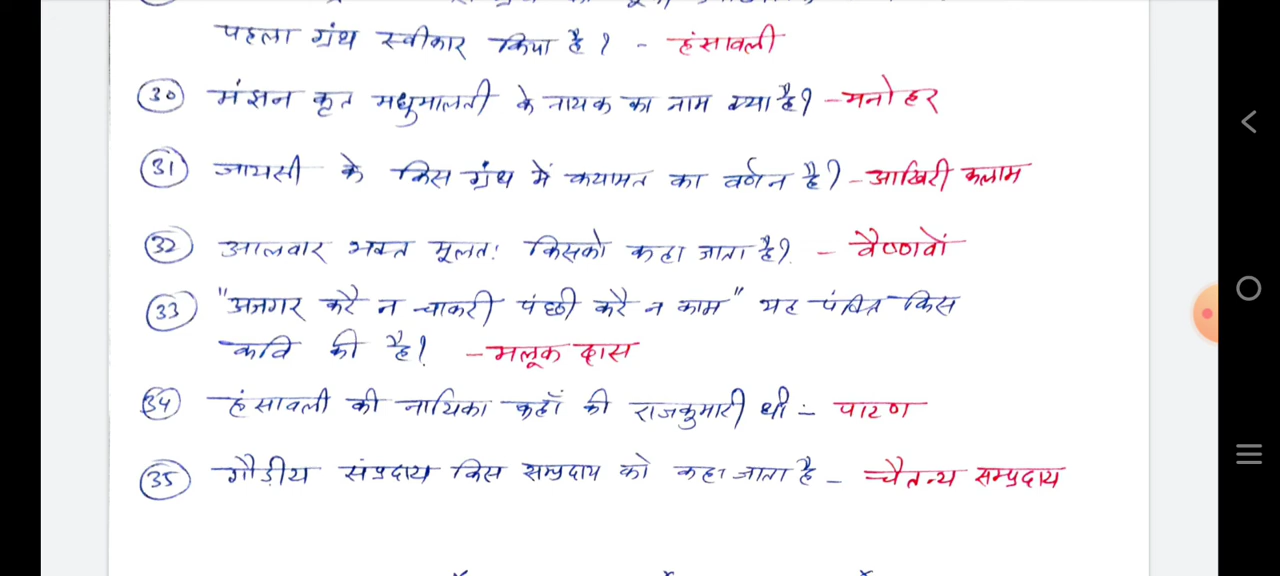 पहला ग्रंथ स्वीकार किया है? - हंसावली
30 मंझन कृत मधुमालती के नायक का नाम क्या है? - मनोहर
31 जायसी के किस ग्रंथ में कयामत का वर्णन है? - आखिरी कलाम
32 आलवार भक्त मूलत: किसको कहा जाता है? - वैष्णवों
33 "अजगर करै न चाकरी पंछी करै न काम" यह पंक्ति किस
कवि की है? - मलूक दास
34 हंसावली की नायिका कहाँ की राजकुमारी थी - पाटण
35 गौड़ीय संप्रदाय किस सम्प्रदाय को कहा जाता है - चैतन्य सम्प्रदाय